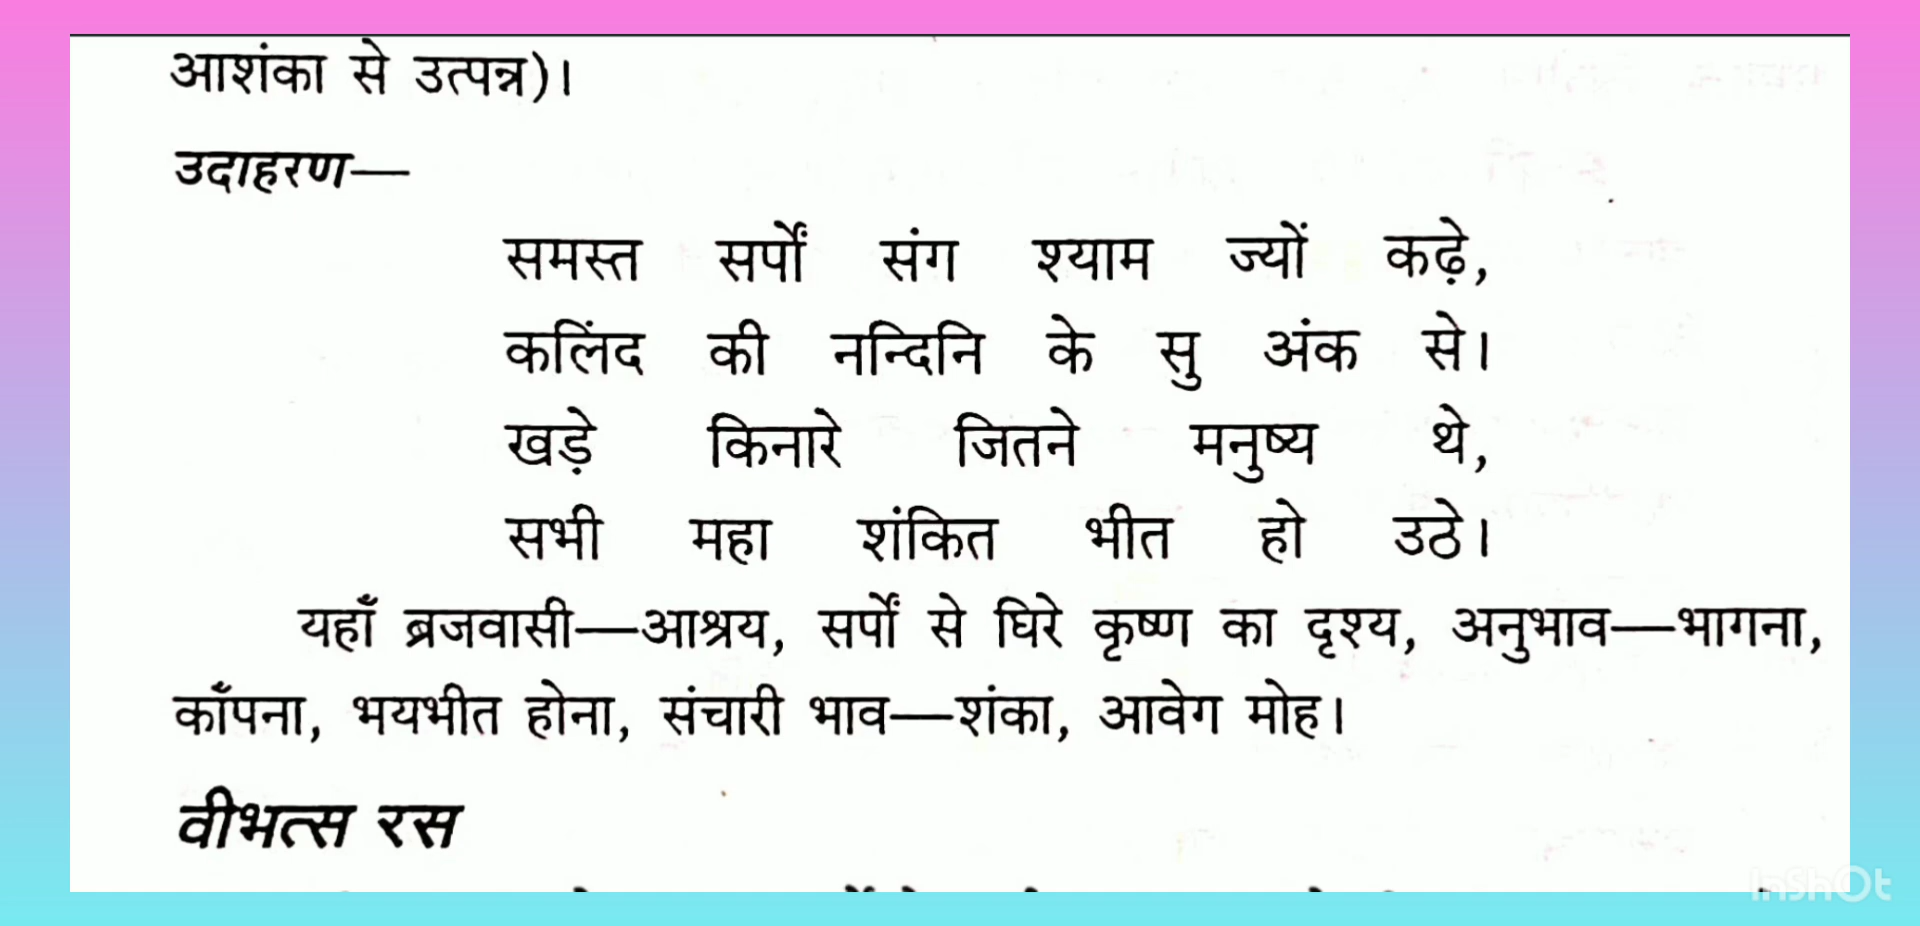 आशंका से उत्पन्न)।
उदाहरण—
समस्त सर्पों संग श्याम ज्यों कढ़े,
कलिंद की नन्दिनि के सु अंक से।
खड़े किनारे जितने मनुष्य थे,
सभी महा शंकित भीत हो उठे।
यहाँ ब्रजवासी—आश्रय, सर्पों से घिरे कृष्ण का दृश्य, अनुभाव—भागना,
काँपना, भयभीत होना, संचारी भाव—शंका, आवेग मोह।
वीभत्स रस
InShOt